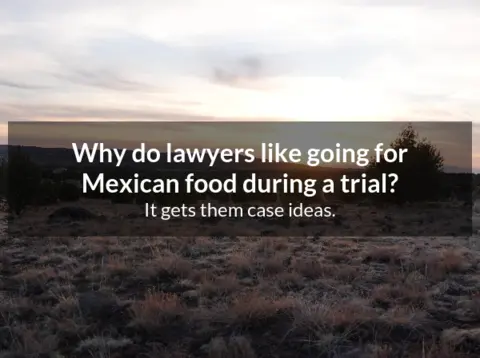 Why do lawyers like going for
Mexican food during a trial?
It gets them case ideas.